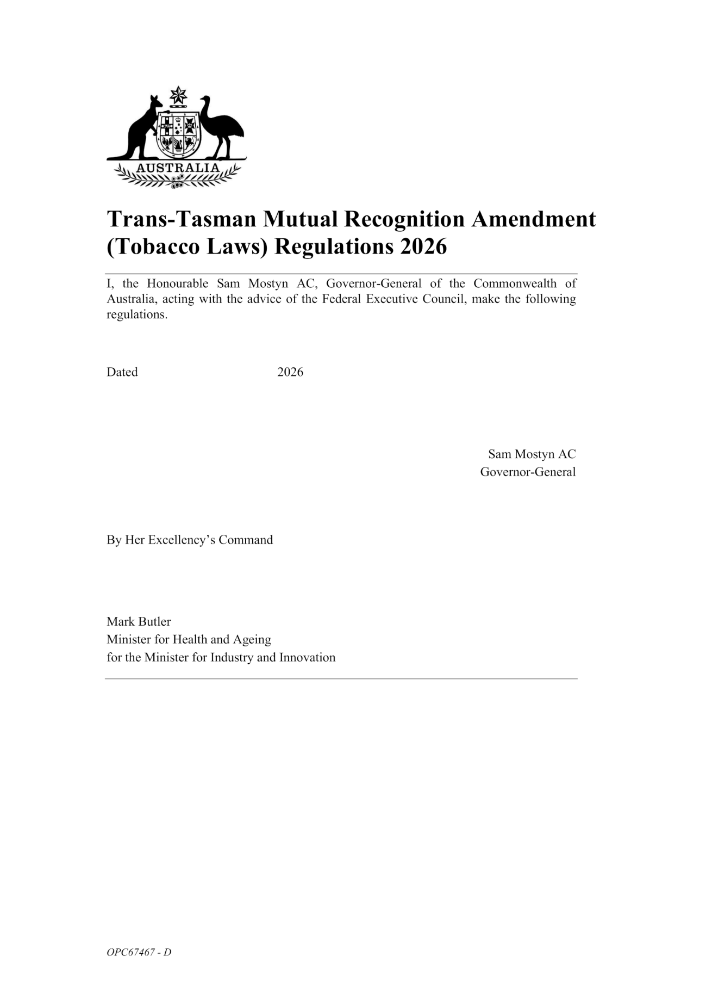 AUSTRALIA
Trans-Tasman Mutual Recognition Amendment
(Tobacco Laws) Regulations 2026
I, the Honourable Sam Mostyn AC, Governor-General of the Commonwealth of
Australia, acting with the advice of the Federal Executive Council, make the following
regulations.
Dated 2026
Sam Mostyn AC
Governor-General
By Her Excellency’s Command
Mark Butler
Minister for Health and Ageing
for the Minister for Industry and Innovation
OPC67467 - D